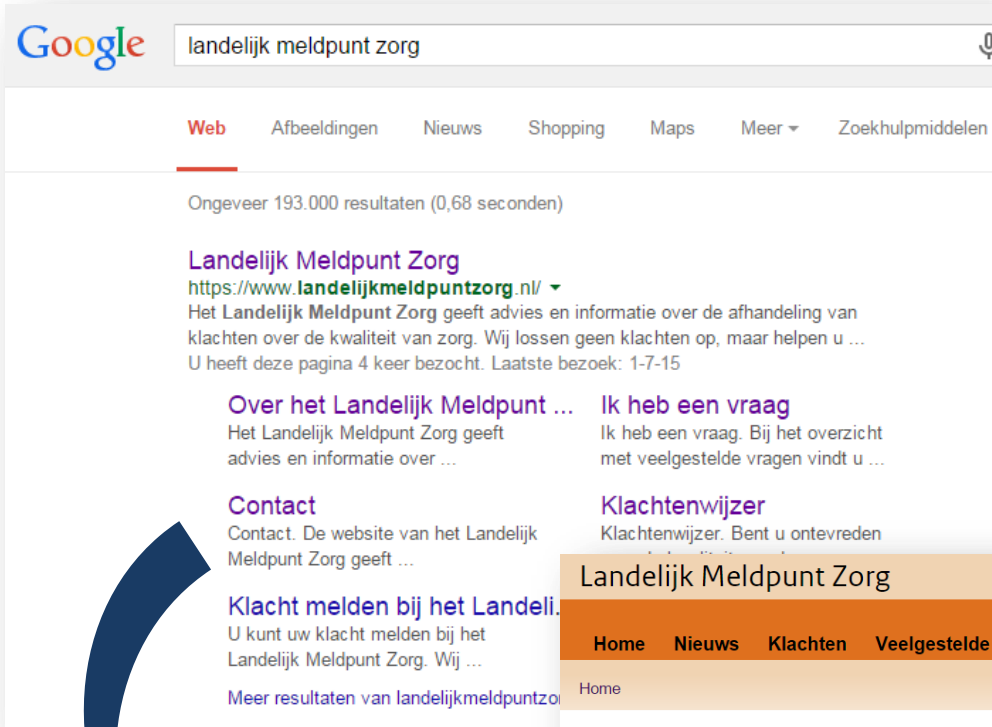 Google
landelijk meldpunt zorg
Web Afbeeldingen Nieuws Shopping Maps Meer Zoekhulpmiddelen
Ongeveer 193.000 resultaten (0,68 seconden)
Landelijk Meldpunt Zorg
https://www.landelijkmeldpuntzorg.nl/
Het Landelijk Meldpunt Zorg geeft advies en informatie over de afhandeling van
klachten over de kwaliteit van zorg. Wij lossen geen klachten op, maar helpen u ...
U heeft deze pagina 4 keer bezocht. Laatste bezoek: 1-7-15
Over het Landelijk Meldpunt ...
Het Landelijk Meldpunt Zorg geeft
advies en informatie over ...
Ik heb een vraag
Ik heb een vraag. Bij het overzicht
met veelgestelde vragen vindt u ...
Contact
Contact. De website van het Landelijk
Meldpunt Zorg geeft ...
Klachtenwijzer
Klachtenwijzer. Bent u ontevreden
Klacht melden bij het Landeli.
U kunt uw klacht melden bij het
Landelijk Meldpunt Zorg. Wij ...
Meer resultaten van landelijkmeldpuntzo
Landelijk Meldpunt Zorg
Home Nieuws Klachten Veelgestelde
Home